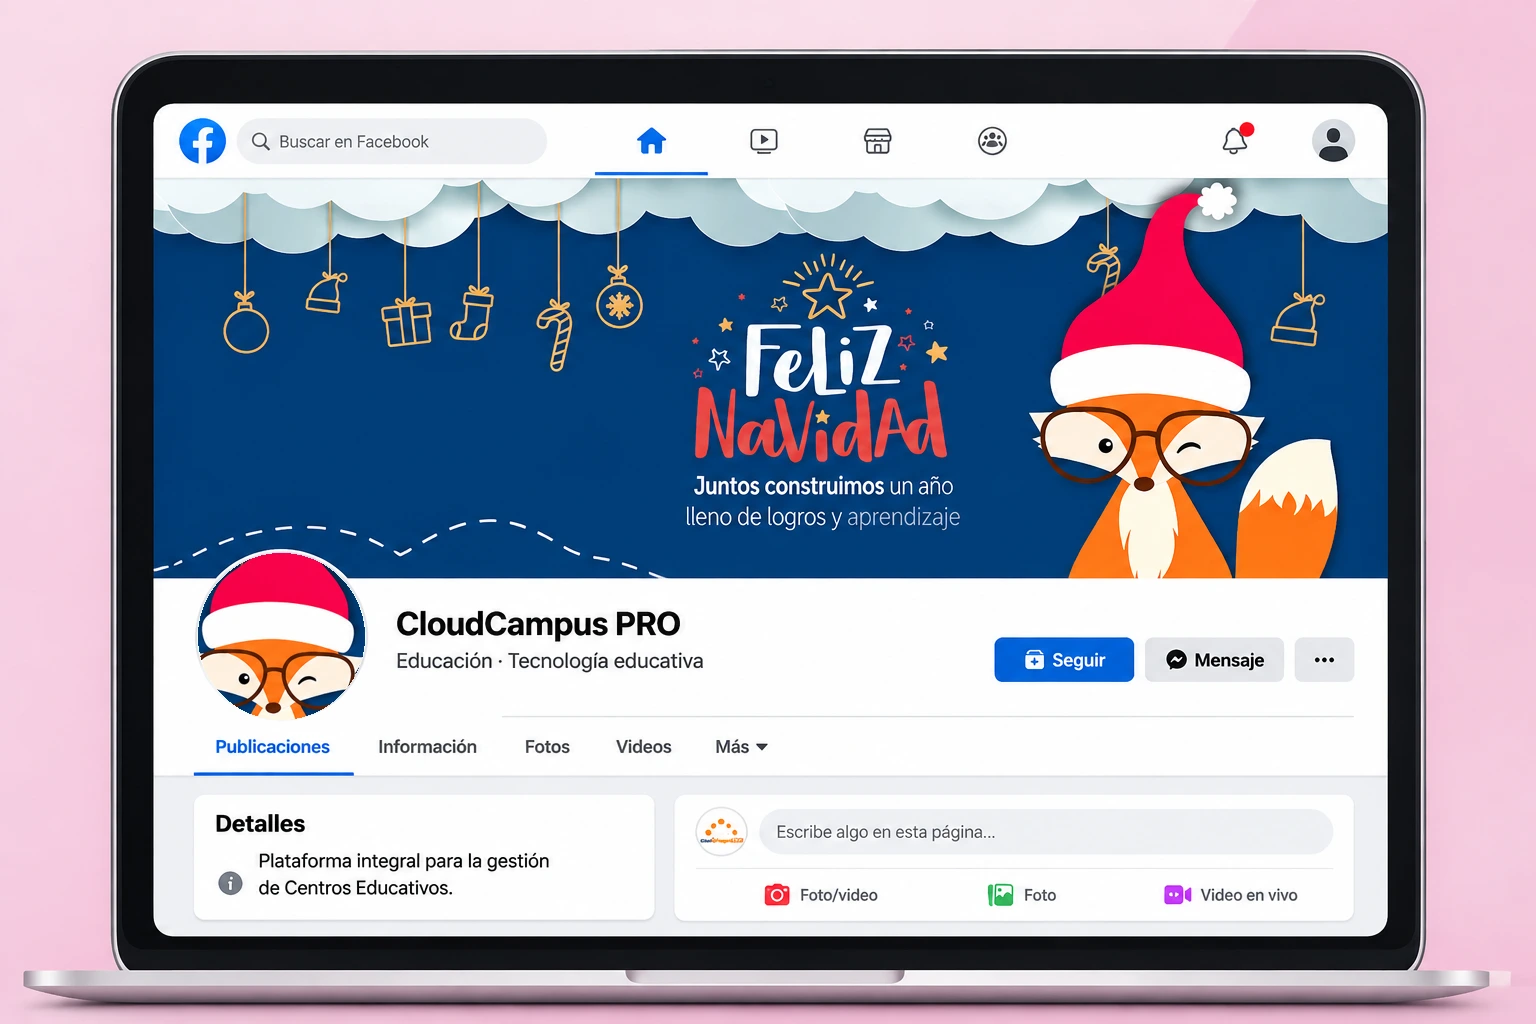 Buscar en Facebook
FeLiZ
NaVidAd
Juntos construimos un año
lleno de logros y aprendizaje
CloudCampus PRO
Educación · Tecnología educativa
Seguir
Mensaje
Publicaciones
Información
Fotos
Videos
Más
Detalles
Plataforma integral para la gestión
de Centros Educativos.
Escribe algo en esta página...
Foto/video
Foto
Video en vivo